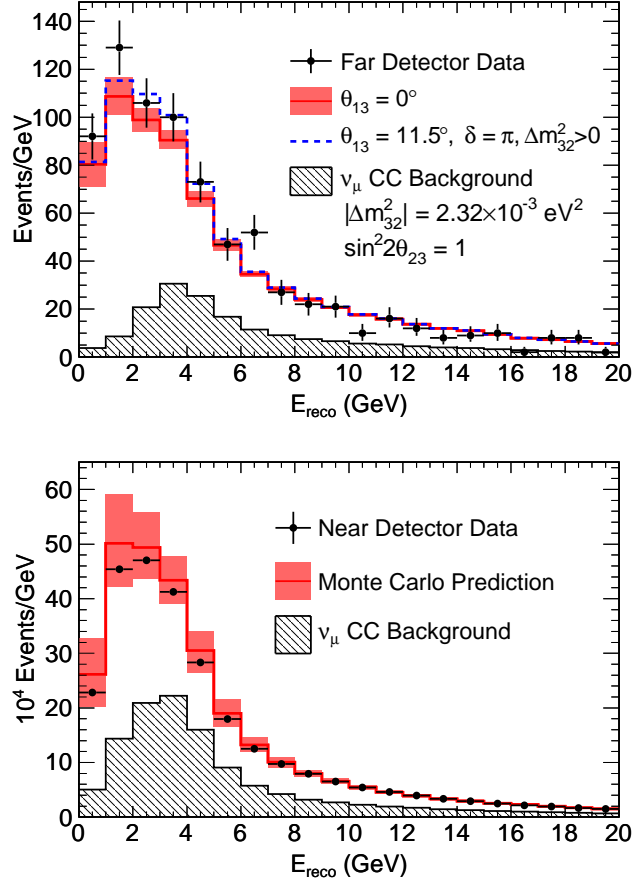 140
120
100
80
60
40
20
0
Events/GeV
Far Detector Data
θ₁₃ = 0°
θ₁₃ = 11.5°, δ = π, Δm²₃₂>0
νμ CC Background
|Δm²₃₂| = 2.32×10⁻³ eV²
sin²2θ₂₃ = 1
0 2 4 6 8 10 12 14 16 18 20
E_reco (GeV)
60
50
40
30
20
10
0
10⁴ Events/GeV
Near Detector Data
Monte Carlo Prediction
νμ CC Background
0 2 4 6 8 10 12 14 16 18 20
E_reco (GeV)